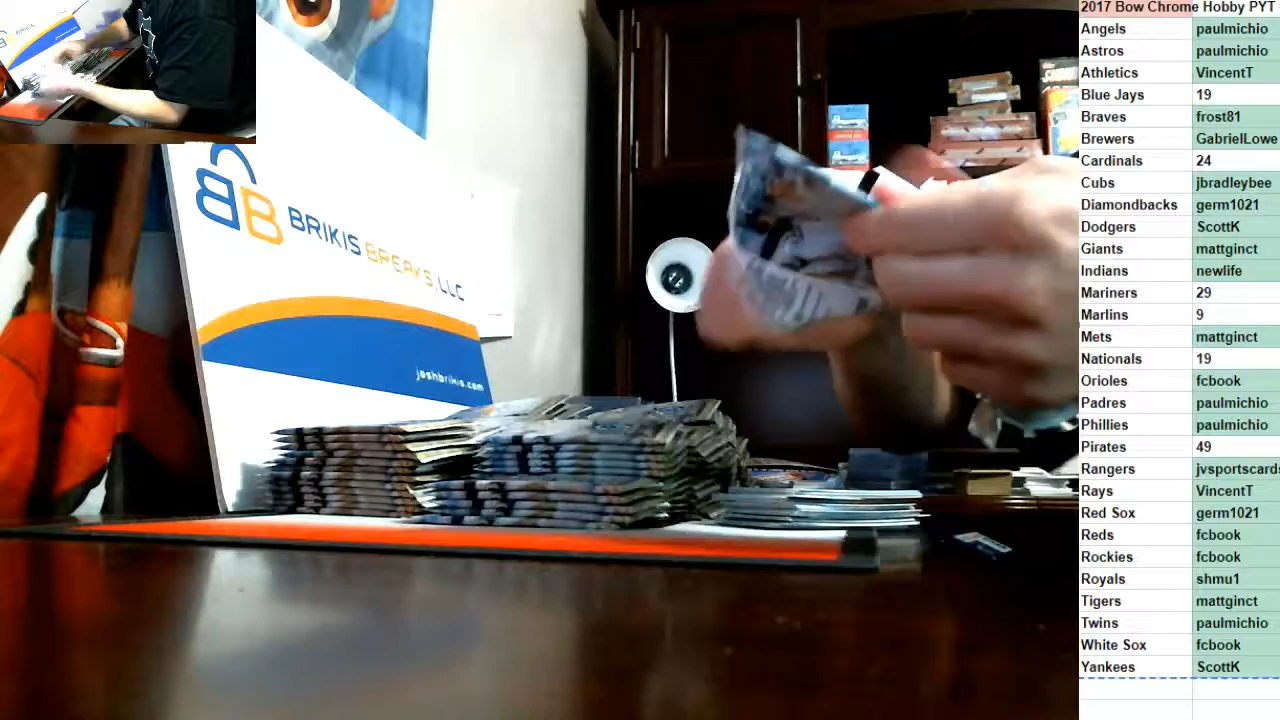 BB BRIKIS BREAKS, LLC
joshbrikis.com
2017 Bow Chrome Hobby PYT
Angels paulmichio
Astros paulmichio
Athletics VincentT
Blue Jays 19
Braves frost81
Brewers GabrielLowe
Cardinals 24
Cubs jbradleybee
Diamondbacks germ1021
Dodgers ScottK
Giants mattginct
Indians newlife
Mariners 29
Marlins 9
Mets mattginct
Nationals 19
Orioles fcbook
Padres paulmichio
Phillies paulmichio
Pirates 49
Rangers jvsportscards
Rays VincentT
Red Sox germ1021
Reds fcbook
Rockies fcbook
Royals shmu1
Tigers mattginct
Twins paulmichio
White Sox fcbook
Yankees ScottK